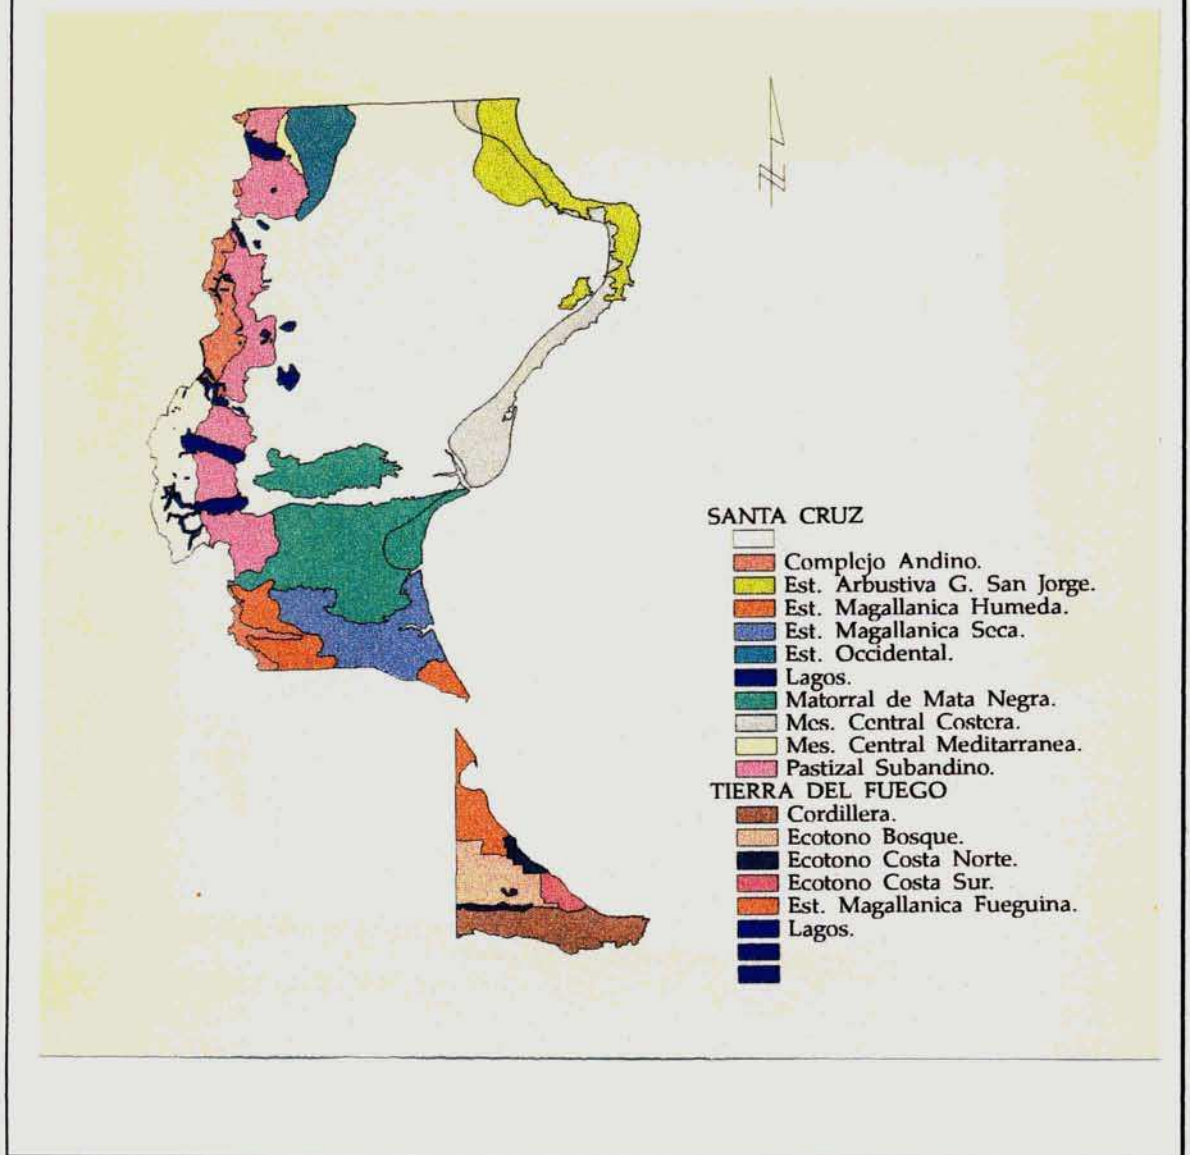 SANTA CRUZ
Complejo Andino.
Est. Arbustiva G. San Jorge.
Est. Magallanica Humeda.
Est. Magallanica Seca.
Est. Occidental.
Lagos.
Matorral de Mata Negra.
Mes. Central Costera.
Mes. Central Meditarranea.
Pastizal Subandino.
TIERRA DEL FUEGO
Cordillera.
Ecotono Bosque.
Ecotono Costa Norte.
Ecotono Costa Sur.
Est. Magallanica Fueguina.
Lagos.